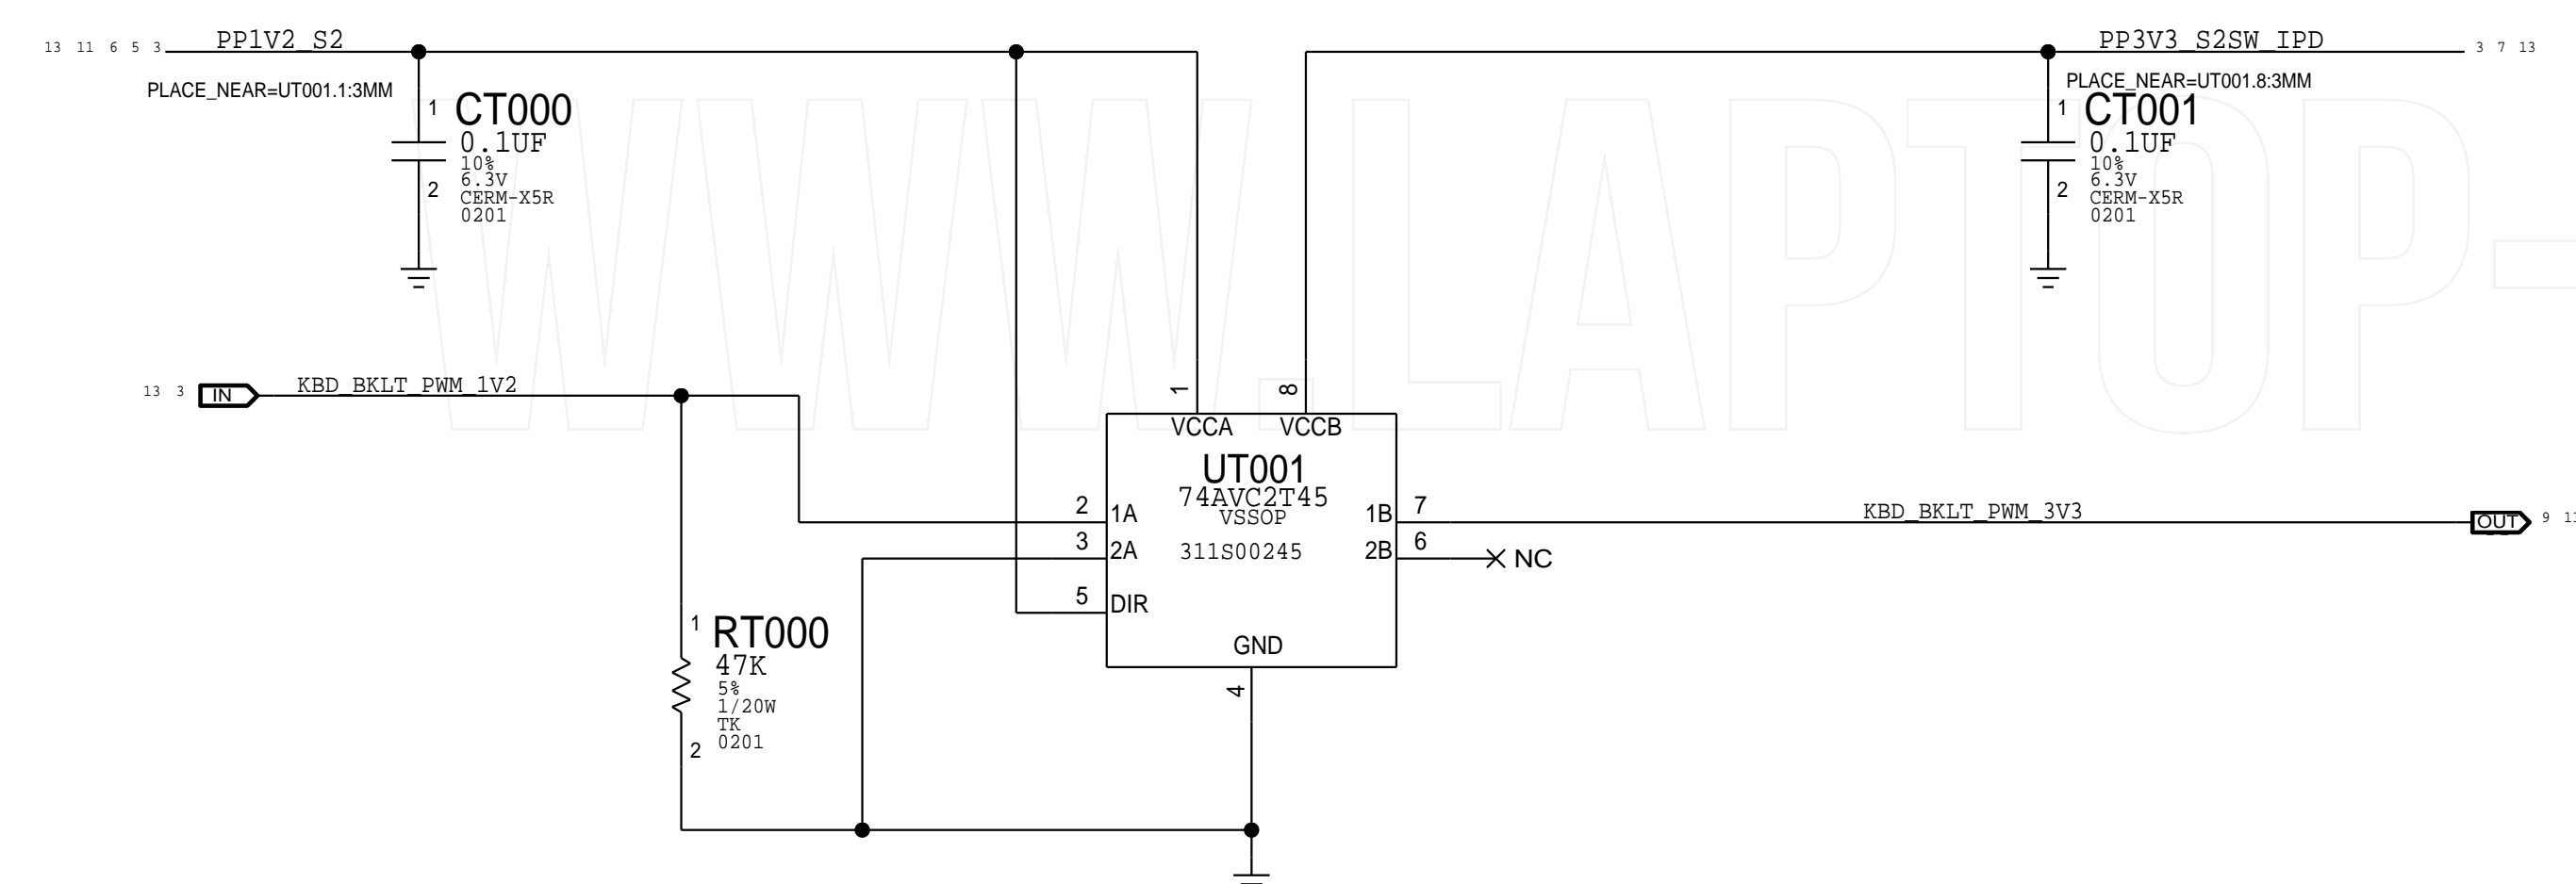 13 11 6 5 3 PP1V2_S2
PP3V3_S2SW_IPD 3 7 13
PLACE_NEAR=UT001.1:3MM
PLACE_NEAR=UT001.8:3MM
1 CT000
0.1UF
10%
6.3V
2 CERM-X5R
0201
1 CT001
0.1UF
10%
6.3V
2 CERM-X5R
0201
WWW.LAPTOP-
13 3 IN KBD_BKLT_PWM_1V2
1 8
VCCA VCCB
UT001
74AVC2T45
VSSOP
311S00245
2 1A
3 2A
5 DIR
1B 7
2B 6
NC
GND
4
KBD_BKLT_PWM_3V3 OUT 9
1 RT000
47K
5%
1/20W
TK
2 0201